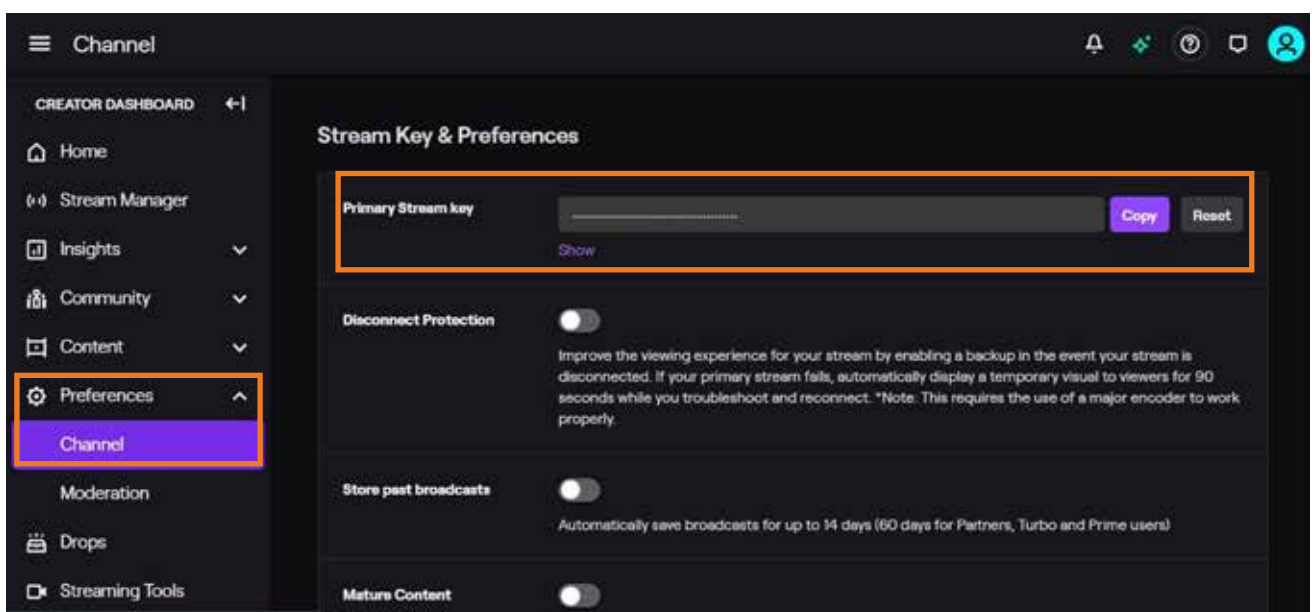 Channel
CREATOR DASHBOARD
Home
Stream Manager
Insights
Community
Content
Preferences
Channel
Moderation
Drops
Streaming Tools
Stream Key & Preferences
Primary Stream key
Copy
Reset
Show
Disconnect Protection
Improve the viewing experience for your stream by enabling a backup in the event your stream is
disconnected. If your primary stream fails, automatically display a temporary visual to viewers for 90
seconds while you troubleshoot and reconnect. *Note. This requires the use of a major encoder to work
properly.
Store past broadcasts
Automatically save broadcasts for up to 14 days (60 days for Partners, Turbo and Prime users)
Mature Content